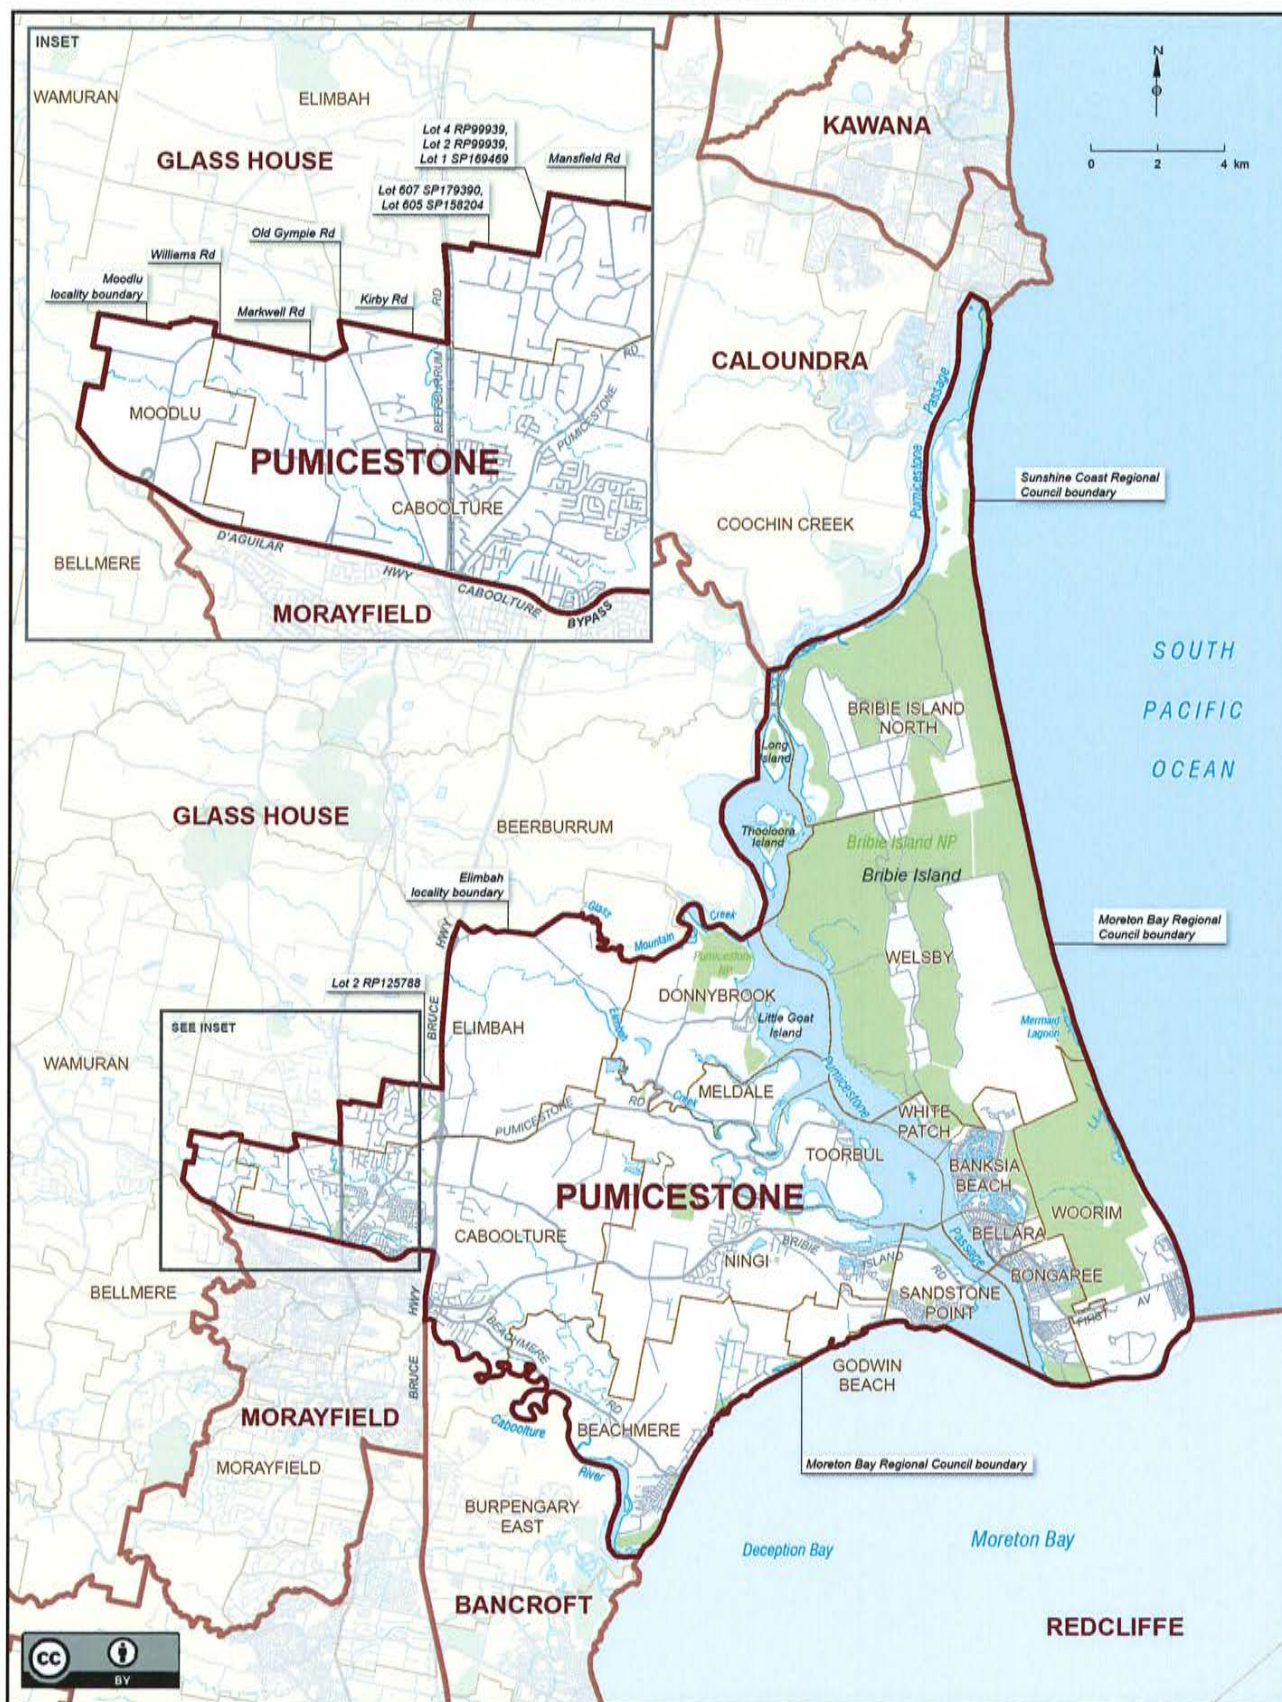 INSET
WAMURAN
ELIMBAH
GLASS HOUSE
Lot 4 RP99939,
Lot 2 RP99939,
Lot 1 SP169469
Mansfield Rd
Lot 607 SP179390,
Lot 605 SP158204
Old Gympie Rd
Williams Rd
Moodlu
locality boundary
Markwell Rd
Kirby Rd
RD
BEERBURRUM
RD
PUMICESTONE
MOODLU
PUMICESTONE
CABOOLTURE
D'AGUILAR
HWY
CABOOLTURE
BYPASS
BELLMERE
MORAYFIELD
N
0 2 4 km
KAWANA
CALOUNDRA
Passage
Pumicestone
Sunshine Coast Regional
Council boundary
COOCHIN CREEK
SOUTH
PACIFIC
OCEAN
BRIBIE ISLAND
NORTH
Long
Island
GLASS HOUSE
BEERBURRUM
Thooloora
Island
Bribie Island NP
Bribie Island
Elimbah
locality boundary
Glass
Mountain
Creek
HWY
Moreton Bay Regional
Council boundary
Pumicestone
NP
WELSBY
Lot 2 RP125788
DONNYBROOK
SEE INSET
BRUCE
ELIMBAH
Elimbah
Little Goat
Island
Mermaid
Lagoon
WAMURAN
Pumicestone
MELDALE
Creek
RD
PUMICESTONE
WHITE
PATCH
TOORBUL
BANKSIA
BEACH
PUMICESTONE
WOORIM
CABOOLTURE
BELLARA
Passage
BRIBIE
ISLAND
RD
NINGI
BONGAREE
BELLMERE
SANDSTONE
POINT
HWY
FIRST
AV
BEACHMERE
RD
BRUCE
GODWIN
BEACH
MORAYFIELD
Caboolture
River
BEACHMERE
MORAYFIELD
Moreton Bay Regional Council boundary
BURPENGARY
EAST
Deception Bay
Moreton Bay
BANCROFT
REDCLIFFE
CC
BY